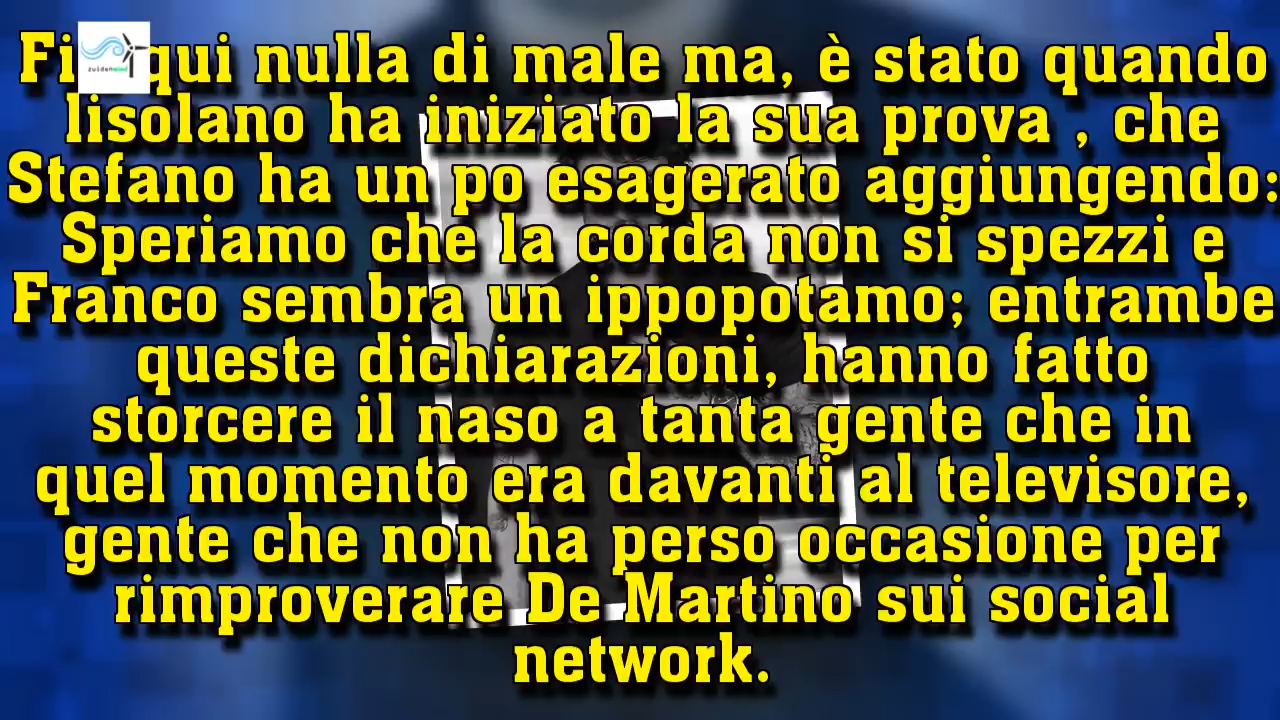 qui nulla di male ma, è stato quando
lisolano ha iniziato la sua prova , che
Stefano ha un po esagerato aggiungendo:
Speriamo che la corda non si spezzi e
Franco sembra un ippopotamo; entrambe
queste dichiarazioni, hanno fatto
storcere il naso a tanta gente che in
quel momento era davanti al televisore,
gente che non ha perso occasione per
rimproverare De Martino sui social
network.
zuidenwind